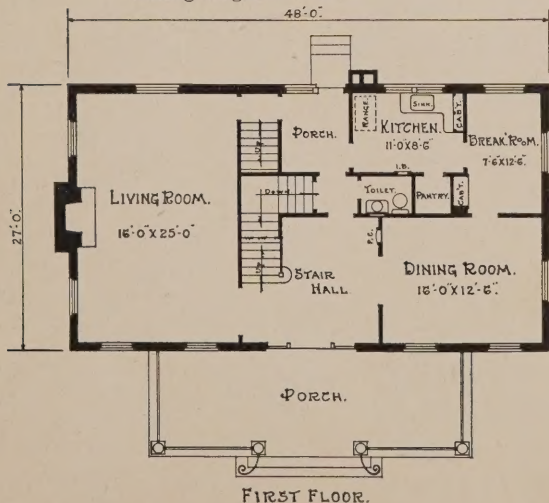 48'-0"
27'-0"
PORCH.
RANGE
SINK
CAB'Y.
KITCHEN.
11'-0"X8'-6"
BREAK. ROOM.
7'-6"X12'-6".
UP
I.B.
LIVING ROOM.
16'-0"X25'-0"
DOWN
TOILET.
PANTRY.
CAB'Y.
UP
STAIR
HALL
DINING ROOM.
16'-0"X12'-6".
PORCH.
FIRST FLOOR.